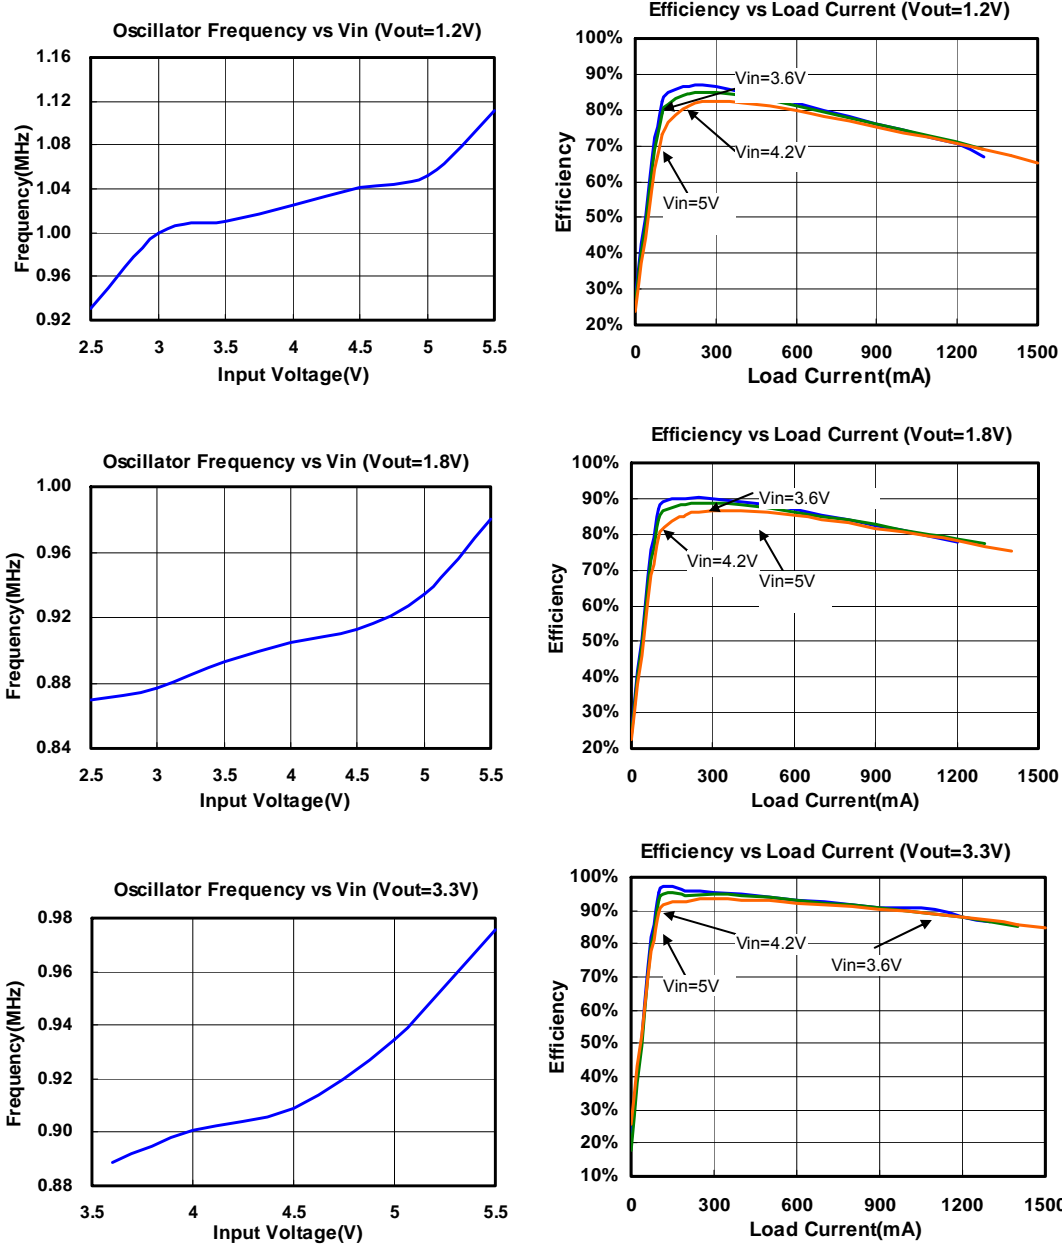 Oscillator Frequency vs Vin (Vout=1.2V)
Frequency(MHz)
1.16
1.12
1.08
1.04
1.00
0.96
0.92
2.5 3 3.5 4 4.5 5 5.5
Input Voltage(V)
Efficiency vs Load Current (Vout=1.2V)
Efficiency
100%
90%
80%
70%
60%
50%
40%
30%
20%
Vin=3.6V
Vin=4.2V
Vin=5V
0 300 600 900 1200 1500
Load Current(mA)
Oscillator Frequency vs Vin (Vout=1.8V)
Frequency(MHz)
1.00
0.96
0.92
0.88
0.84
2.5 3 3.5 4 4.5 5 5.5
Input Voltage(V)
Efficiency vs Load Current (Vout=1.8V)
Efficiency
100%
90%
80%
70%
60%
50%
40%
30%
20%
Vin=3.6V
Vin=4.2V
Vin=5V
0 300 600 900 1200 1500
Load Current(mA)
Oscillator Frequency vs Vin (Vout=3.3V)
Frequency(MHz)
0.98
0.96
0.94
0.92
0.90
0.88
3.5 4 4.5 5 5.5
Input Voltage(V)
Efficiency vs Load Current (Vout=3.3V)
Efficiency
100%
90%
80%
70%
60%
50%
40%
30%
20%
10%
Vin=4.2V
Vin=3.6V
Vin=5V
0 300 600 900 1200 1500
Load Current(mA)